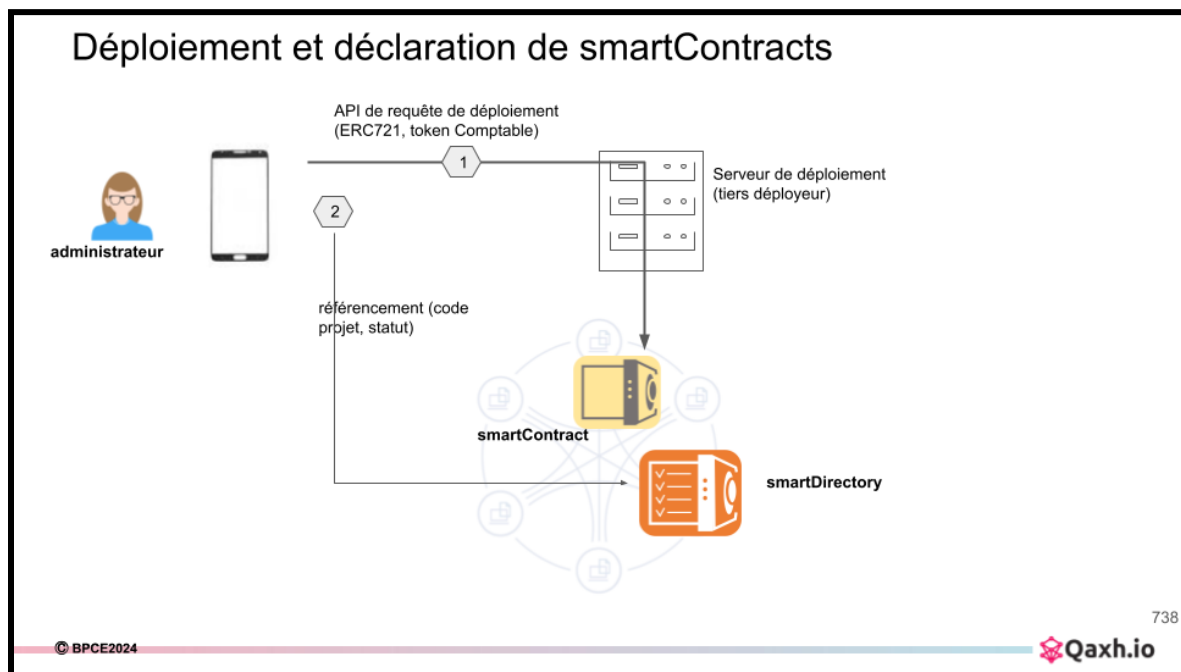 Déploiement et déclaration de smartContracts
API de requête de déploiement
(ERC721, token Comptable)
1
Serveur de déploiement
(tiers déployeur)
2
administrateur
référencement (code
projet, statut)
smartContract
smartDirectory
738
© BPCE2024
Qaxh.io